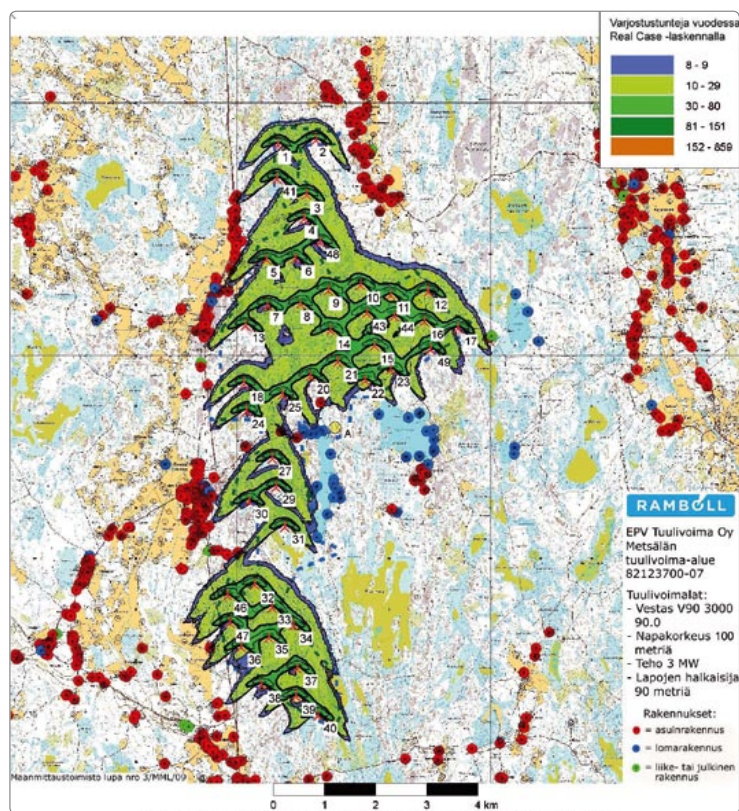 Varjostustunteja vuodessa
Real Case -laskennalla
8 - 9
10 - 29
30 - 80
81 - 151
152 - 859
1
2
41
3
4
48
5
6
9
10
11
12
7
8
43
44
16
17
13
14
15
49
21
23
20
22
18
25
24
A
27
29
30
31
32
46
33
34
47
35
36
37
38
39
40
RAMBOLL
EPV Tuulivoima Oy
Metsälän
tuulivoima-alue
82123700-07
Tuulivoimalat:
- Vestas V90 3000
90.0
- Napakorkeus 100
metriä
- Teho 3 MW
- Lapojen halkaisija
90 metriä
Rakennukset:
= asuinrakennus
= lomarakennus
= liike- tai julkinen
rakennus
Maanmittaustoimisto lupa nro 3/MML/09
0 1 2 3 4 km